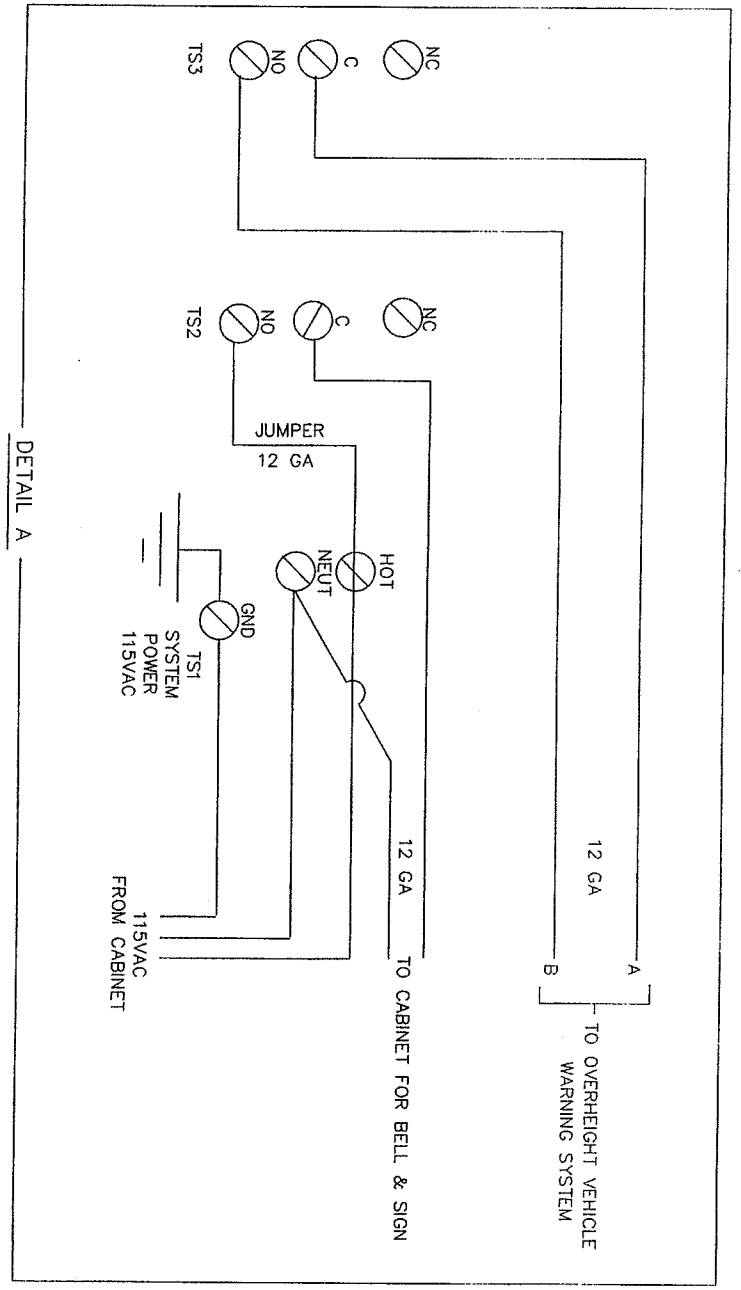 NC
C
NO
TS3
NC
C
NO
TS2
JUMPER
12 GA
HOT
NEUT
GND
TS1
SYSTEM
POWER
115VAC
12 GA
A
B
TO OVERHEIGHT VEHICLE
WARNING SYSTEM
12 GA
TO CABINET FOR BELL & SIGN
115VAC
FROM CABINET
DETAIL A